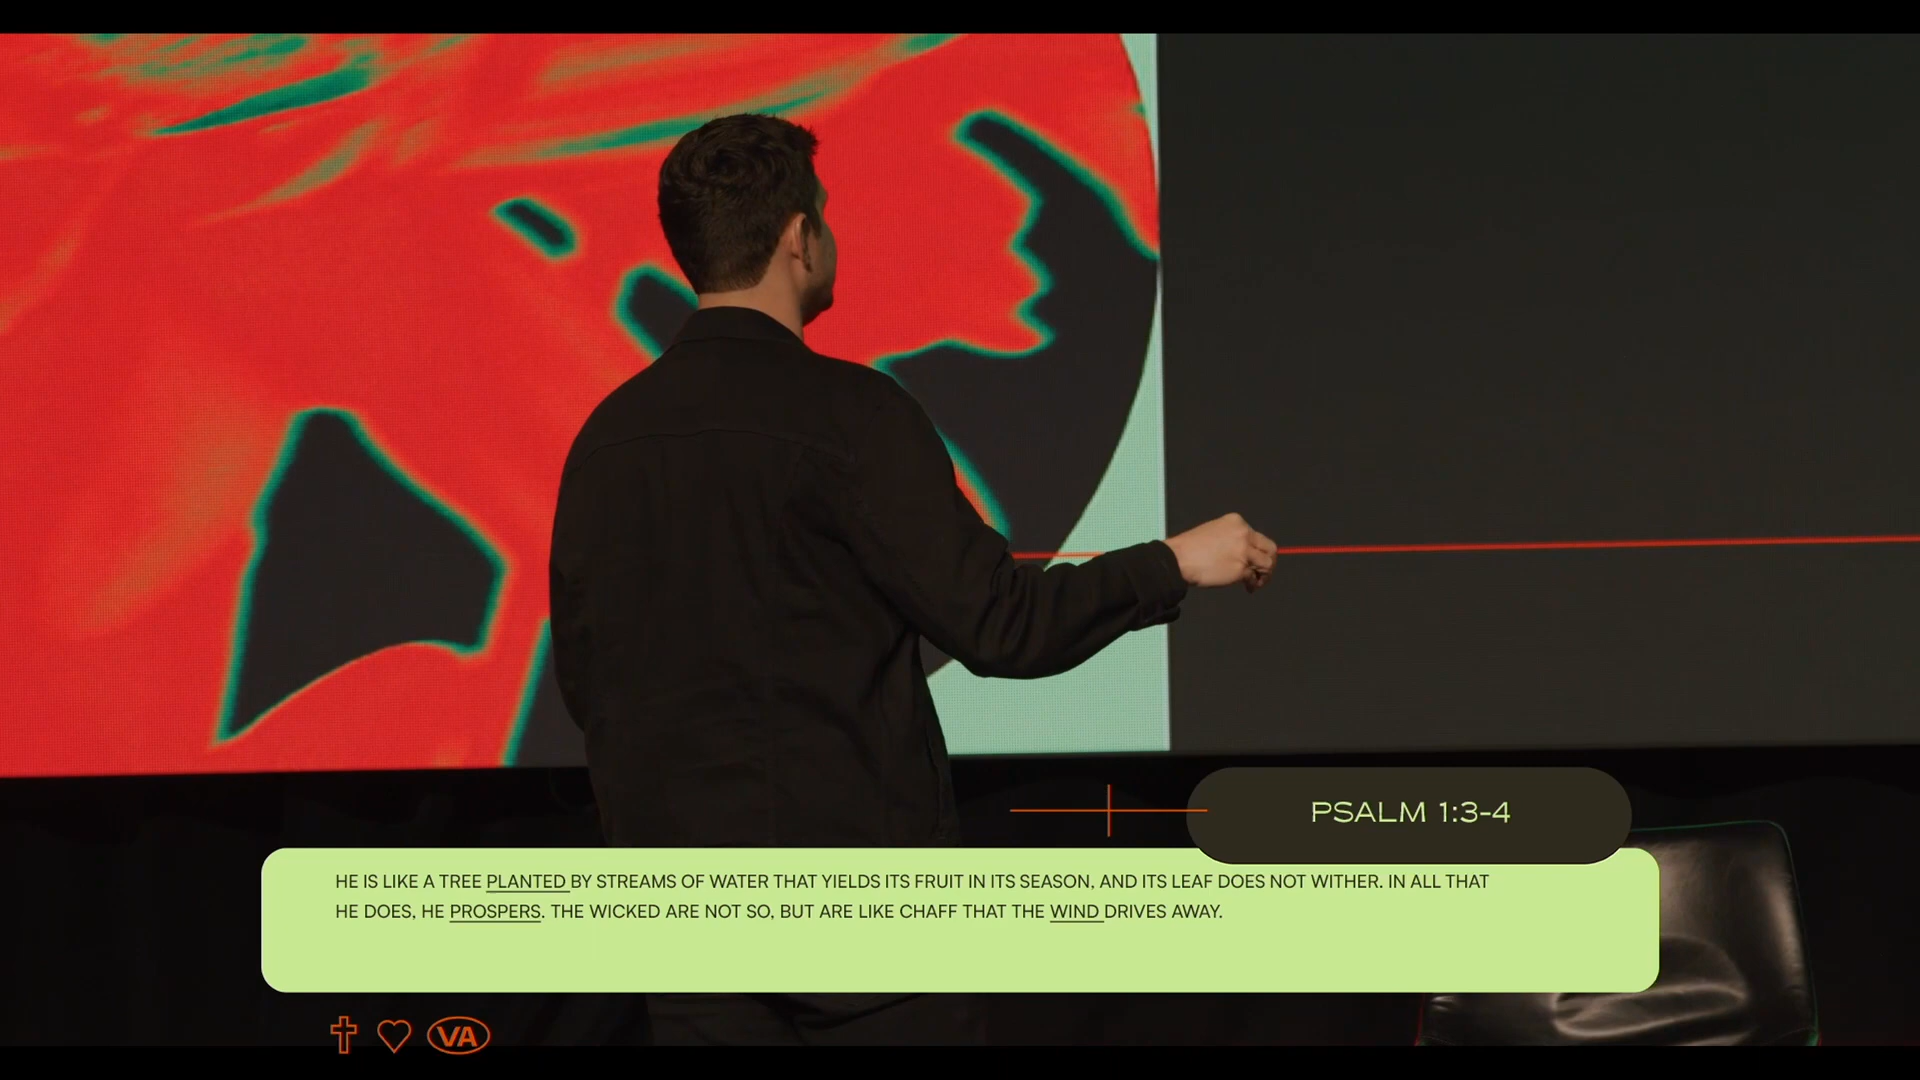 PSALM 1:3-4
HE IS LIKE A TREE PLANTED BY STREAMS OF WATER THAT YIELDS ITS FRUIT IN ITS SEASON, AND ITS LEAF DOES NOT WITHER. IN ALL THAT
HE DOES, HE PROSPERS. THE WICKED ARE NOT SO, BUT ARE LIKE CHAFF THAT THE WIND DRIVES AWAY.
VA